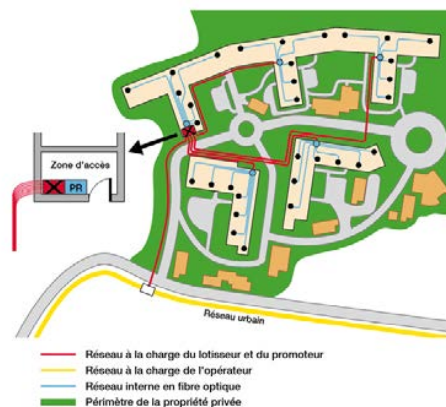 Zone d'accès
PR
Réseau urbain
Réseau à la charge du lotisseur et du promoteur
Réseau à la charge de l'opérateur
Réseau interne en fibre optique
Périmètre de la propriété privée